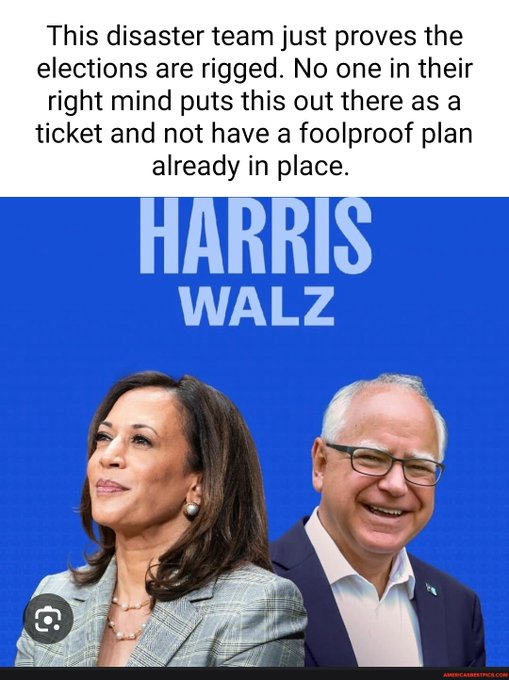 This disaster team just proves the
elections are rigged. No one in their
right mind puts this out there as a
ticket and not have a foolproof plan
already in place.
HARRIS
WALZ
AMERICASBESTPICS.COM